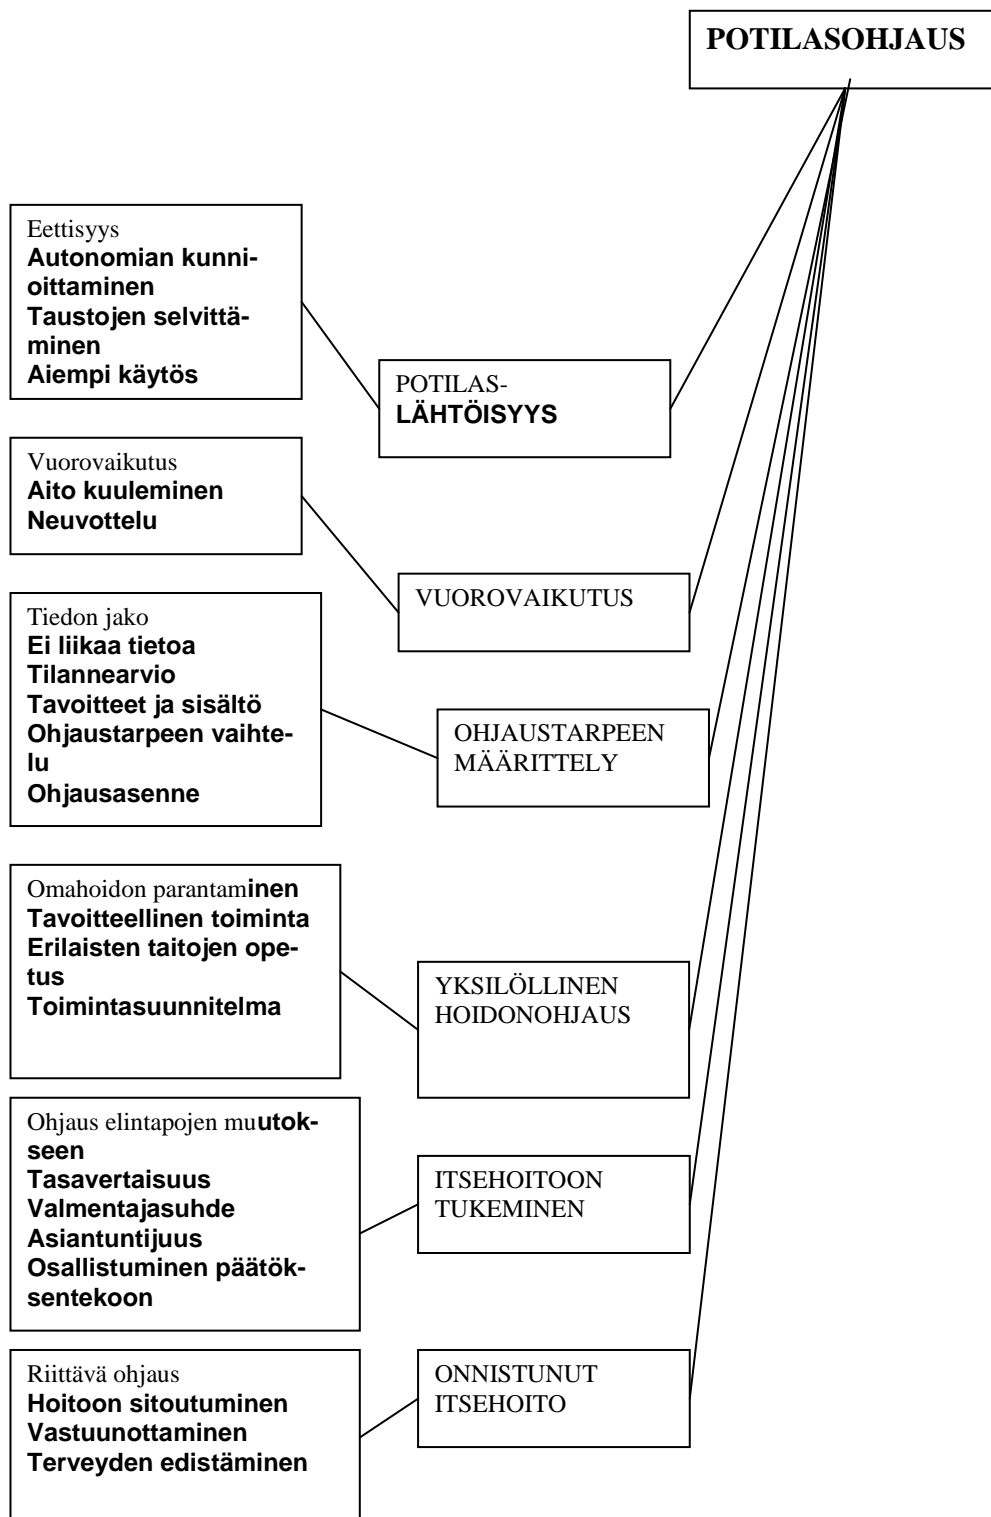 POTILASOHJAUS
Eettisyys
Autonomian kunni-
oittaminen
Taustojen selvittä-
minen
Aiempi käytös
POTILAS-
LÄHTÖISYYS
Vuorovaikutus
Aito kuuleminen
Neuvottelu
VUOROVAIKUTUS
Tiedon jako
Ei liikaa tietoa
Tilannearvio
Tavoitteet ja sisältö
Ohjaustarpeen vaihte-
lu
Ohjausasenne
OHJAUSTARPEEN
MÄÄRITTELY
Omahoidon parantaminen
Tavoitteellinen toiminta
Erilaisten taitojen ope-
tus
Toimintasuunnitelma
YKSILÖLLINEN
HOIDONOHJAUS
Ohjaus elintapojen muutok-
seen
Tasavertaisuus
Valmentajasuhde
Asiantuntijuus
Osallistuminen päätök-
sentekoon
ITSEHOITOON
TUKEMINEN
Riittävä ohjaus
Hoitoon sitoutuminen
Vastuunottaminen
Terveyden edistäminen
ONNISTUNUT
ITSEHOITO